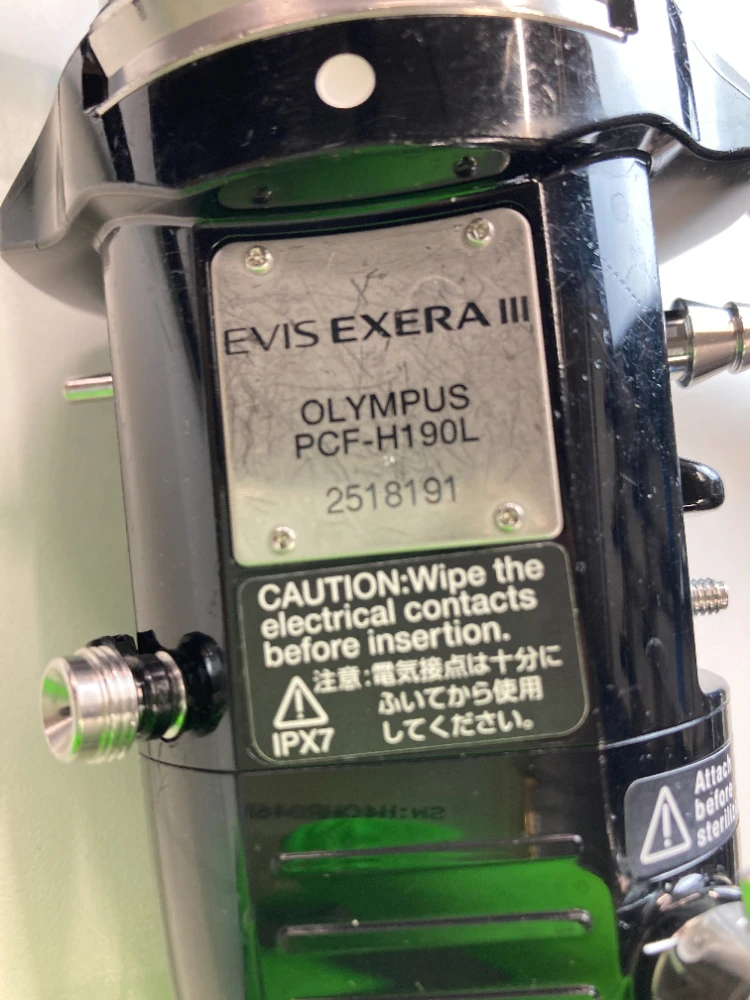 EVIS EXERA III
OLYMPUS
PCF-H190L
2518191
CAUTION:Wipe the
electrical contacts
before insertion.
注意:電気接点は十分に
ふいてから使用
してください。
IPX7
Attach
before